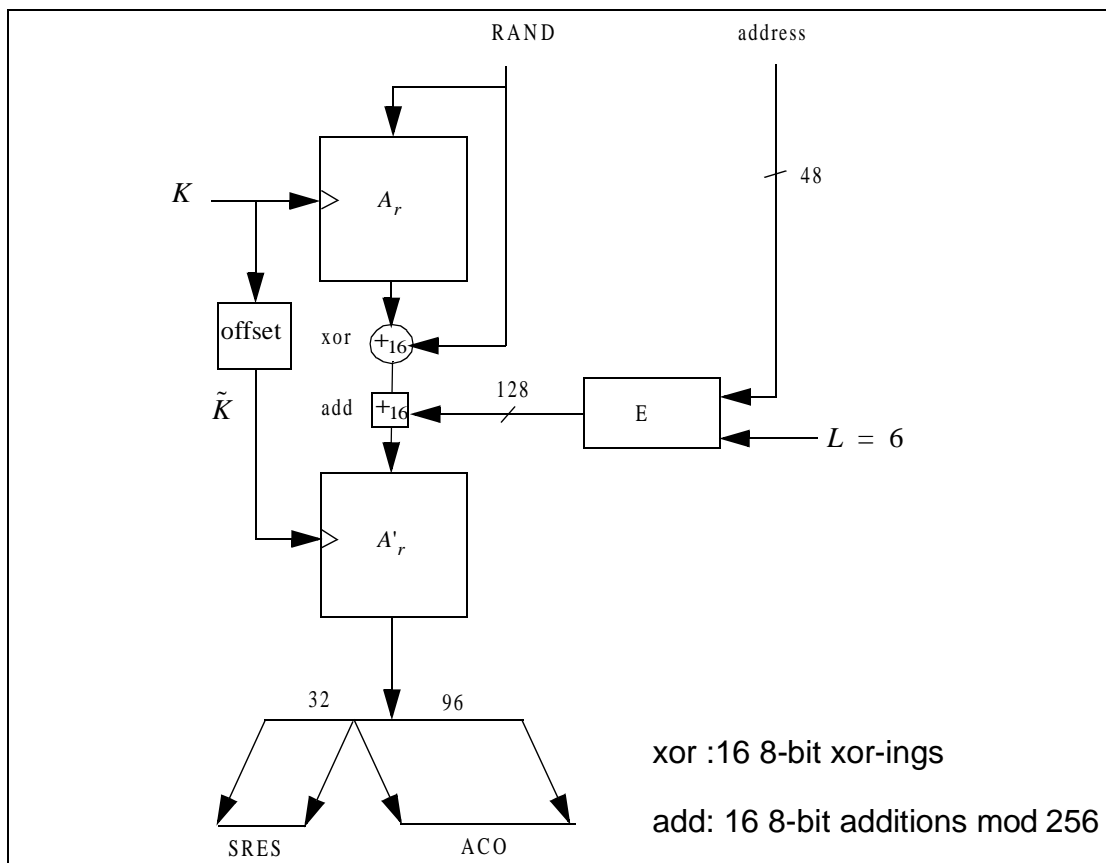 RAND address
48
K
A_r
offset
xor +16
K̃
128
add +16
E
L = 6
A'_r
32 96
xor :16 8-bit xor-ings
add: 16 8-bit additions mod 256
SRES ACO